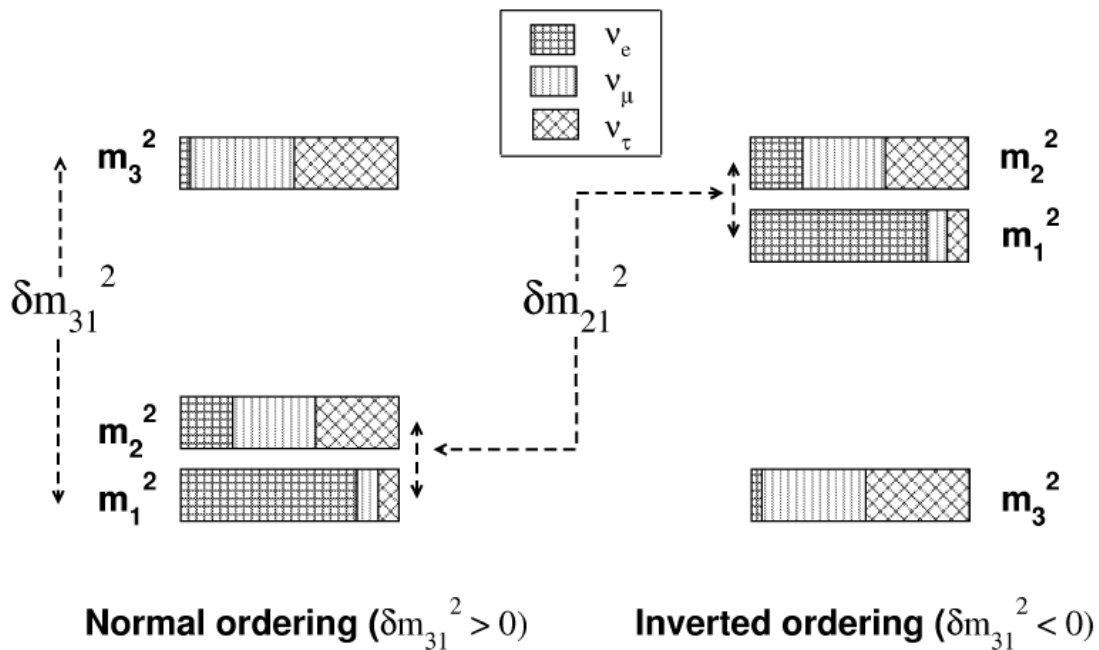 ν_e
ν_μ
ν_τ
m_3^2
m_2^2
m_1^2
δm_31^2
δm_21^2
m_2^2
m_1^2
m_3^2
Normal ordering (δm_31^2 > 0)
Inverted ordering (δm_31^2 < 0)